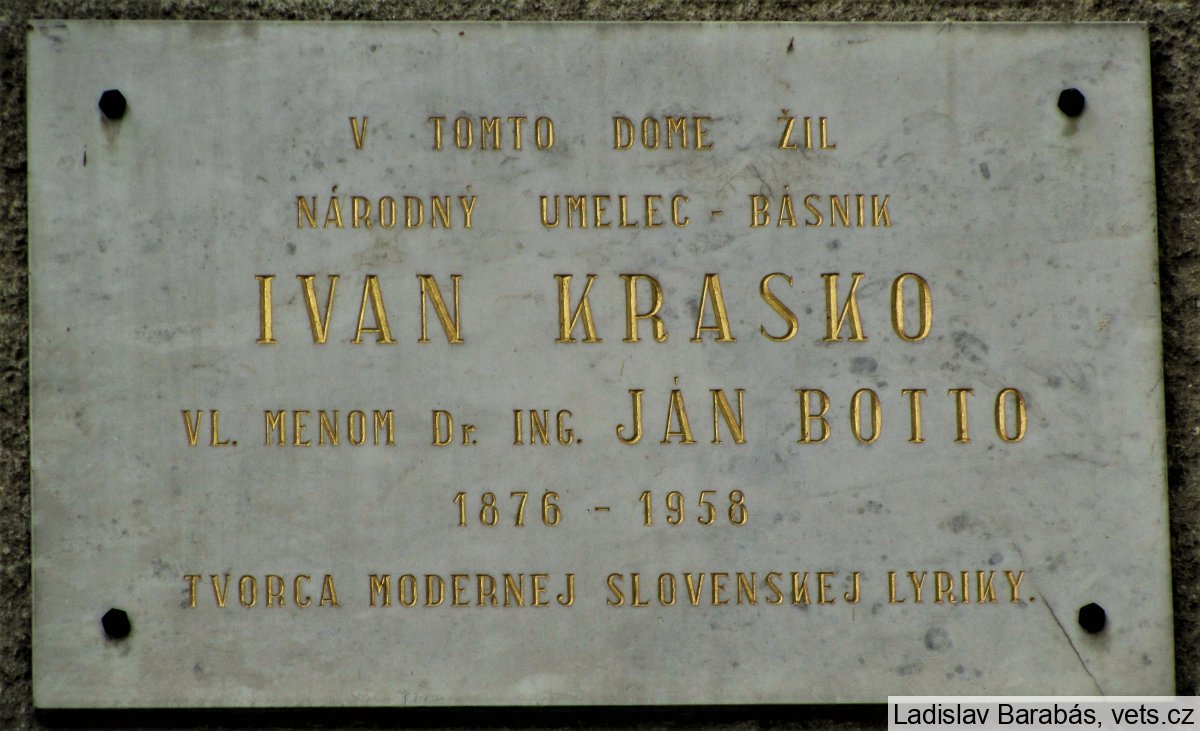 V TOMTO DOME ŽIL
NÁRODNÝ UMELEC - BÁSNIK
IVAN KRASKO
VL. MENOM Dr. ING. JÁN BOTTO
1876 - 1958
TVORCA MODERNEJ SLOVENSKEJ LYRIKY.
Ladislav Barabás, vets.cz